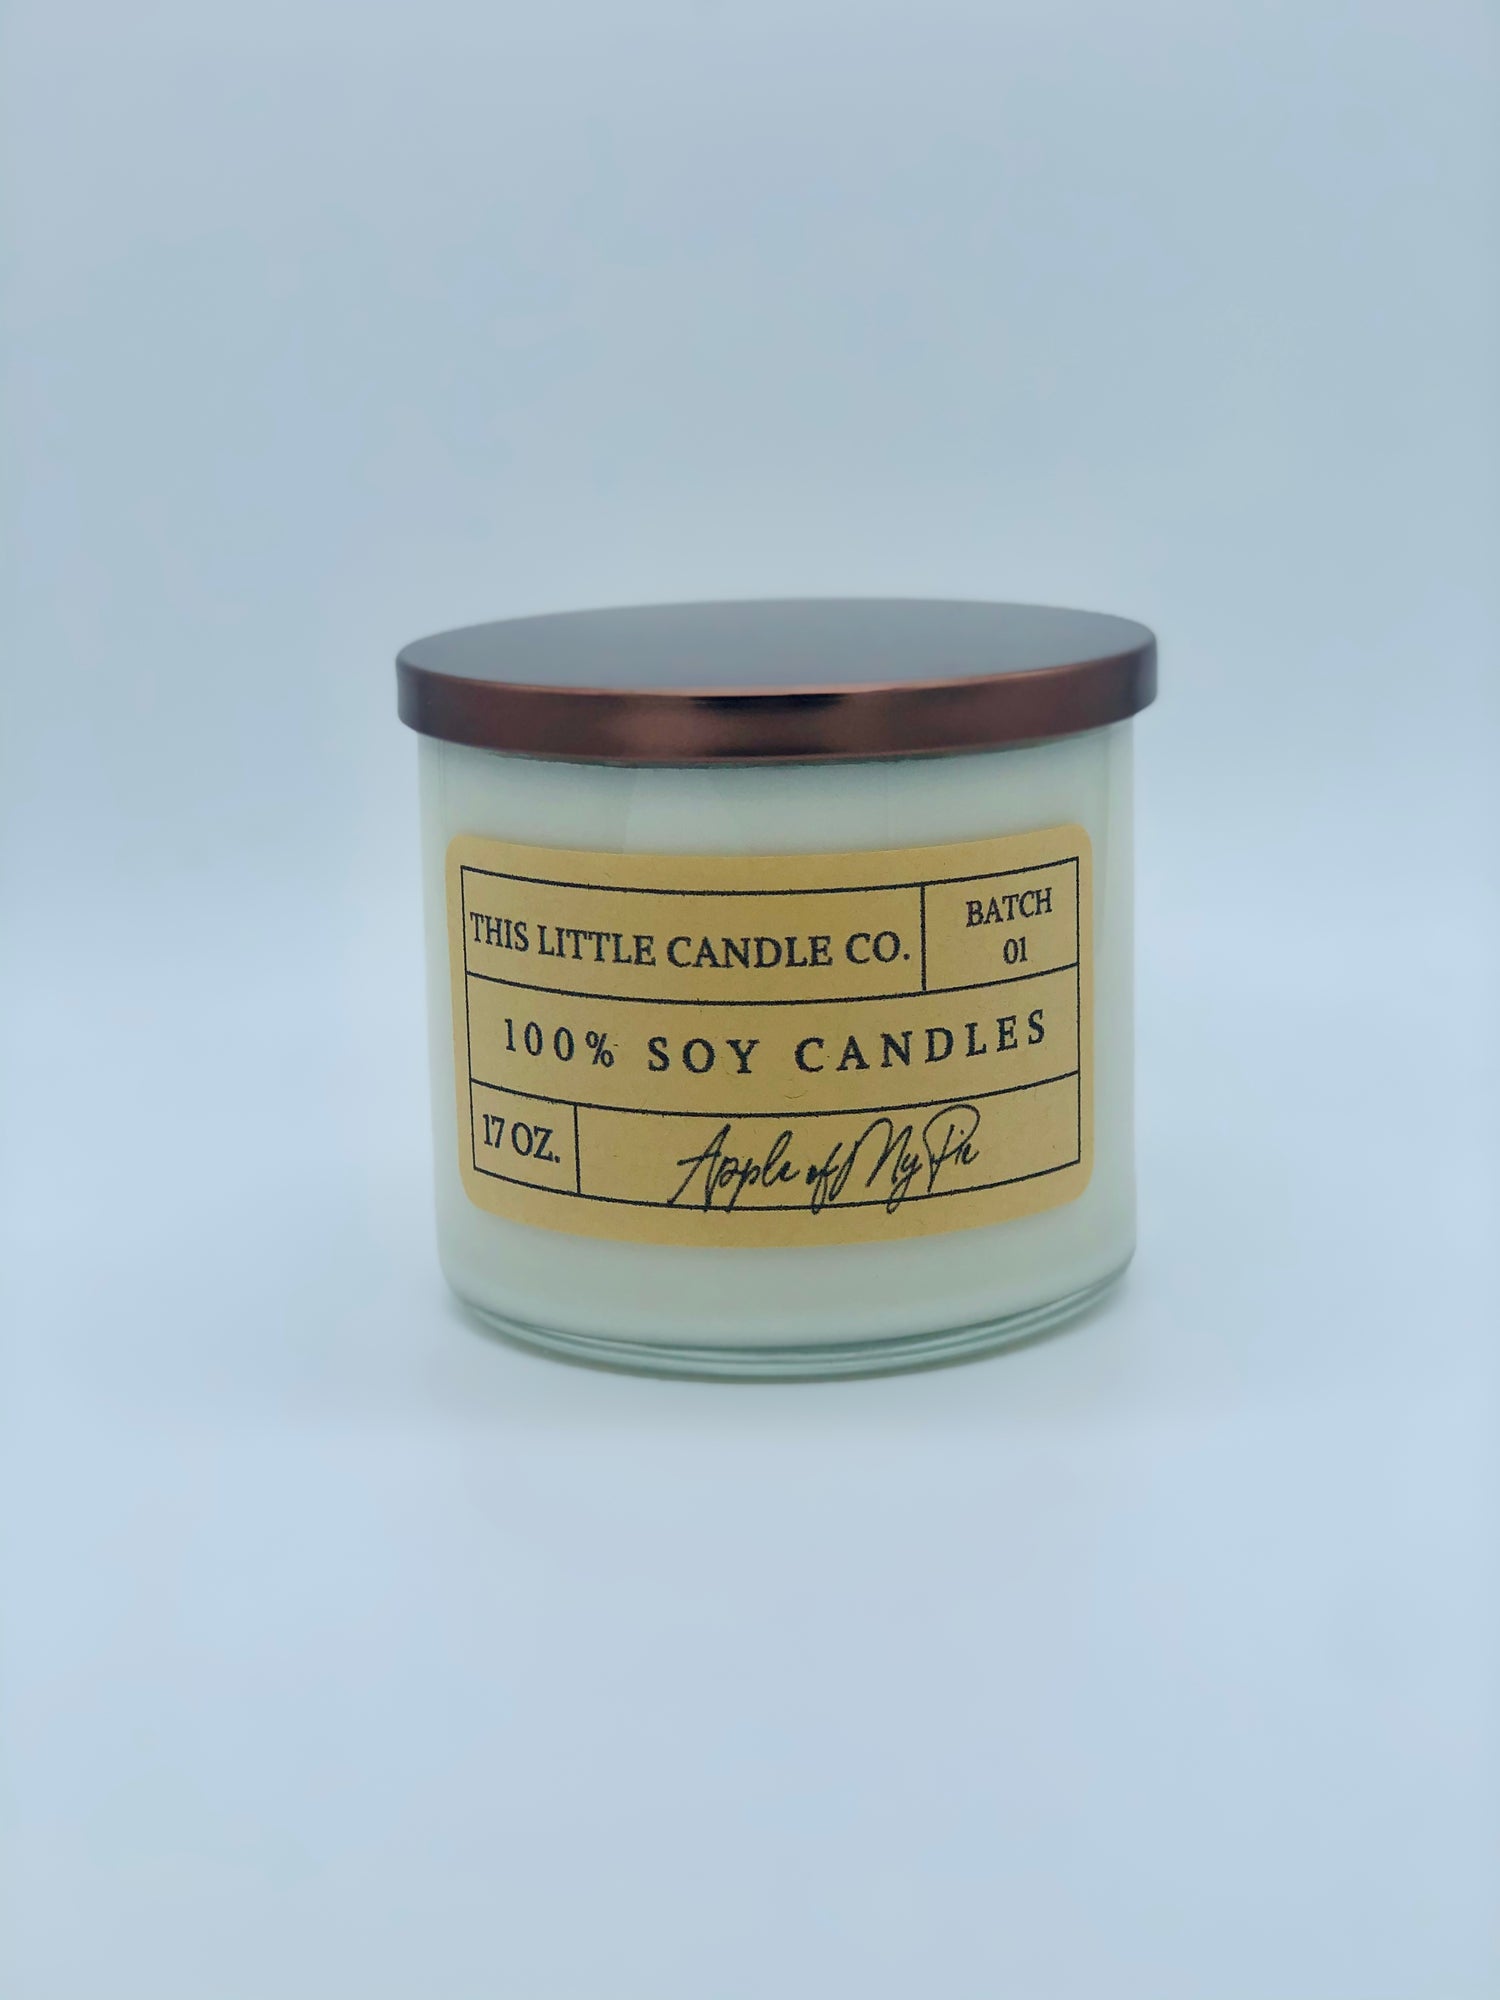 THIS LITTLE CANDLE CO.
BATCH
01
100% SOY CANDLES
17 OZ.
Apple of My Pie